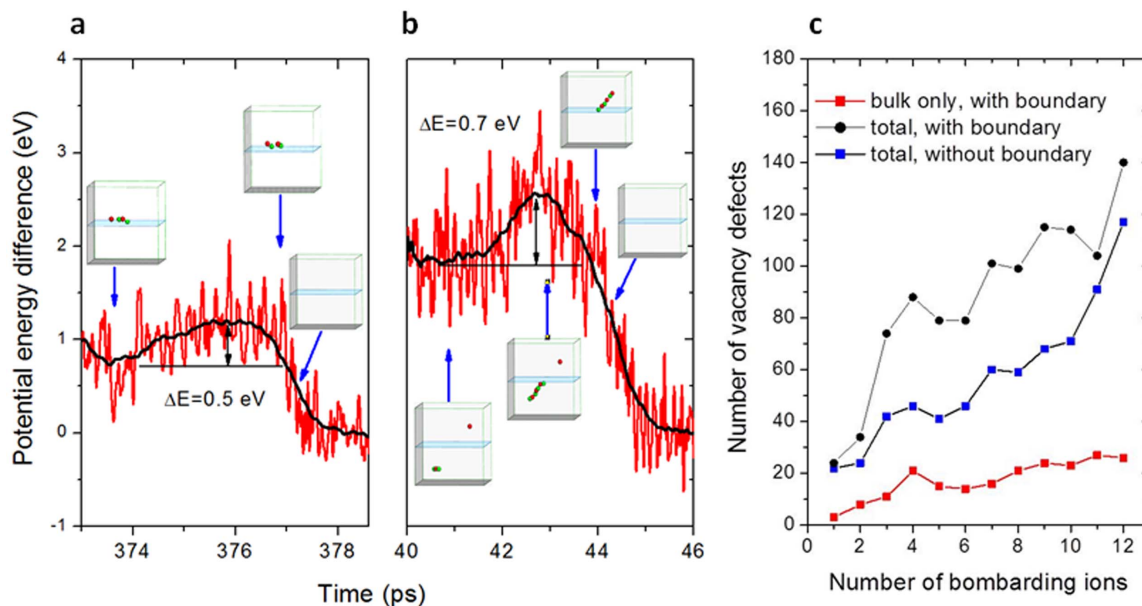 a
b
c
Potential energy difference (eV)
4
3
2
1
0
-1
ΔE=0.5 eV
374
376
378
ΔE=0.7 eV
40
42
44
46
Time (ps)
Number of vacancy defects
180
160
140
120
100
80
60
40
20
0
bulk only, with boundary
total, with boundary
total, without boundary
0
2
4
6
8
10
12
Number of bombarding ions